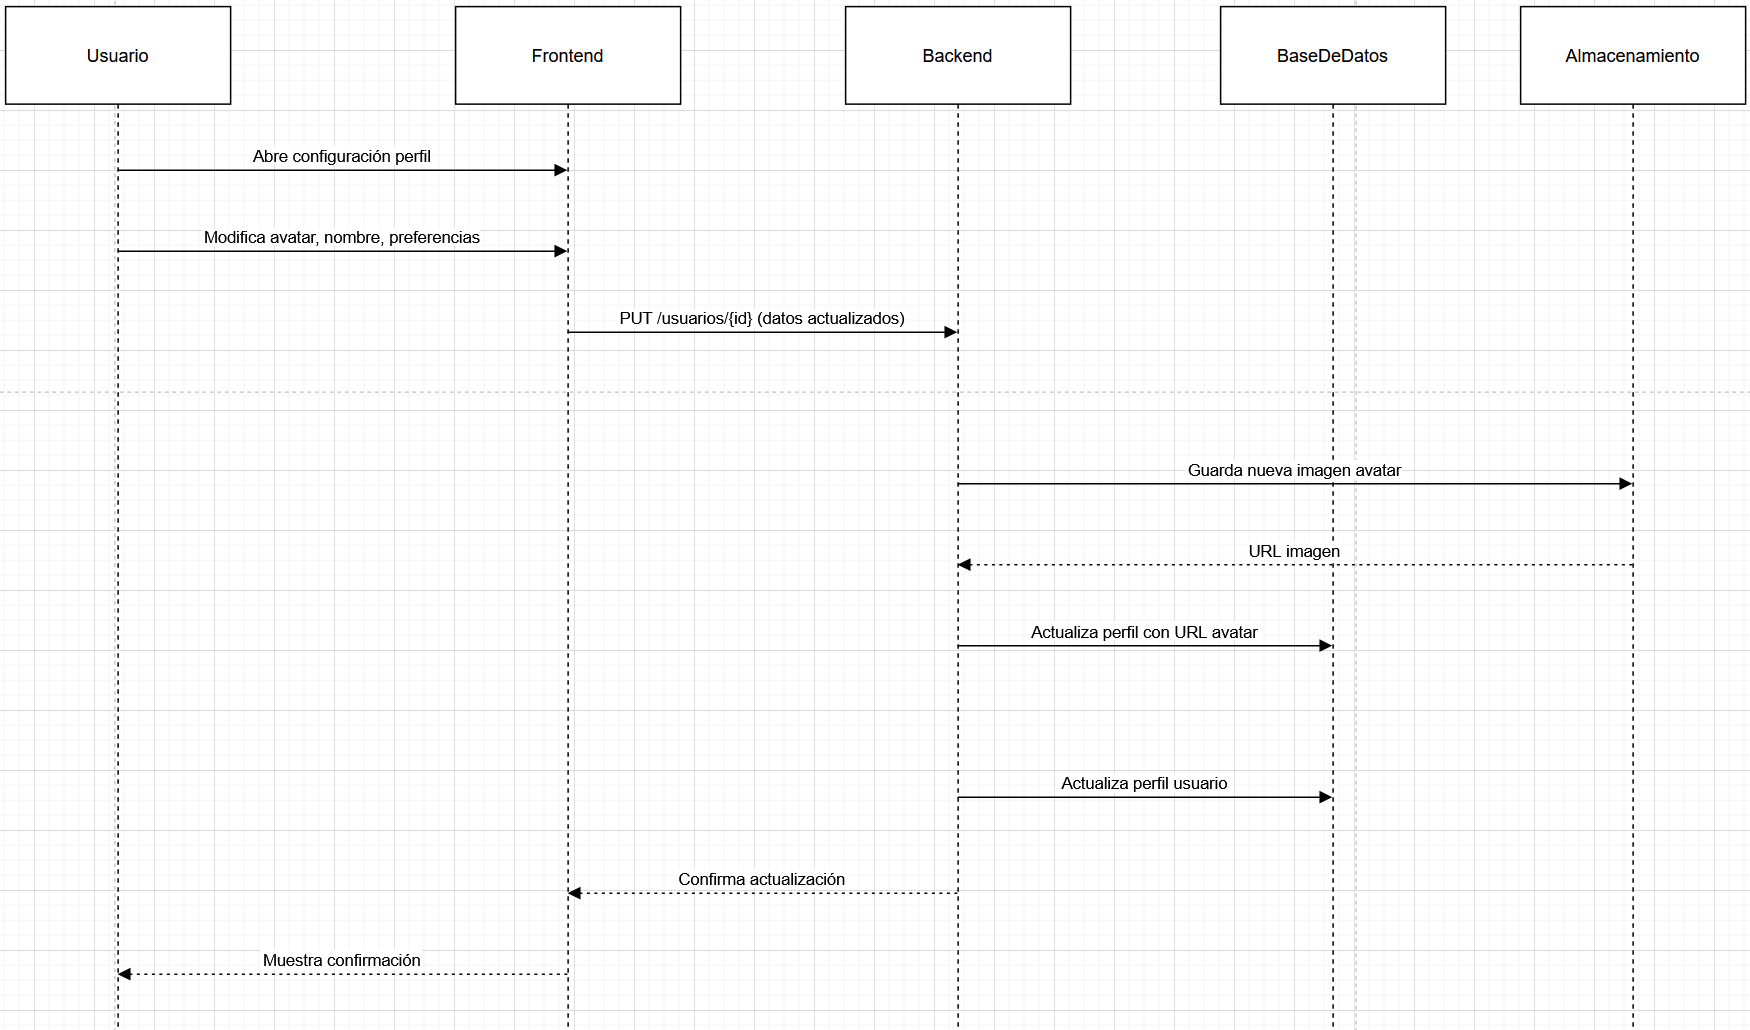 Usuario
Frontend
Backend
BaseDeDatos
Almacenamiento
Abre configuración perfil
Modifica avatar, nombre, preferencias
PUT /usuarios/{id} (datos actualizados)
Guarda nueva imagen avatar
URL imagen
Actualiza perfil con URL avatar
Actualiza perfil usuario
Confirma actualización
Muestra confirmación